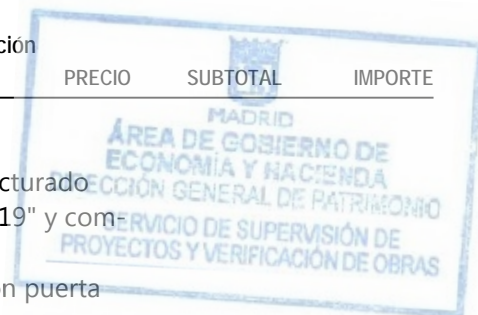 ción
PRECIO SUBTOTAL IMPORTE
MADRID
ÁREA DE GOBIERNO DE
ECONOMÍA Y HACIENDA
cturado
DIRECCIÓN GENERAL DE PATRIMONIO
19" y com-
SERVICIO DE SUPERVISIÓN DE
PROYECTOS Y VERIFICACIÓN DE OBRAS
n puerta